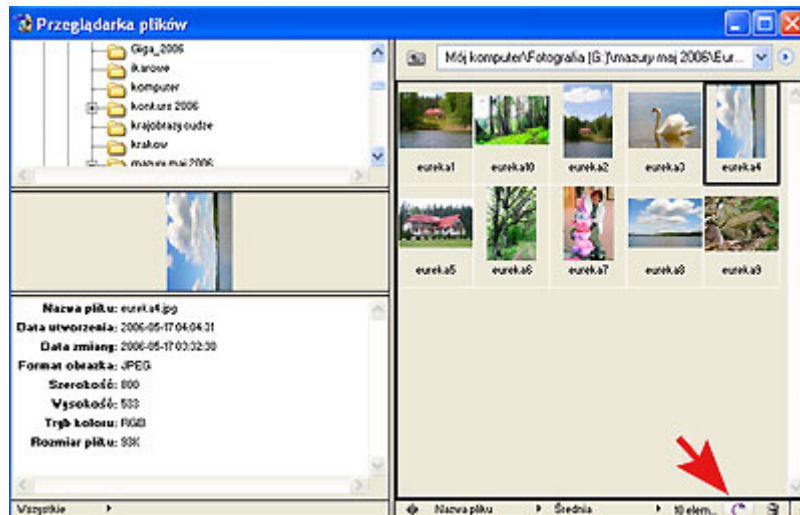 Przeglądarka plików
Giga_2006
ikarowe
komputer
konkurs 2006
krajobrazy cudze
krakow
mazury maj 2006
Mój komputer\Fotografia (G:)\mazury maj 2006\Eur...
eureka1
eureka10
eureka2
eureka3
eureka4
eureka5
eureka6
eureka7
eureka8
eureka9
Nazwa pliku: eureka4.jpg
Data utworzenia: 2006-05-17 04:04:31
Data zmiany: 2006-05-17 03:32:30
Format obrazka: JPEG
Szerokość: 800
Wysokość: 533
Tryb koloru: RGB
Rozmiar pliku: 93K
Wszystkie
Nazwa pliku
Średnia
10 elem...